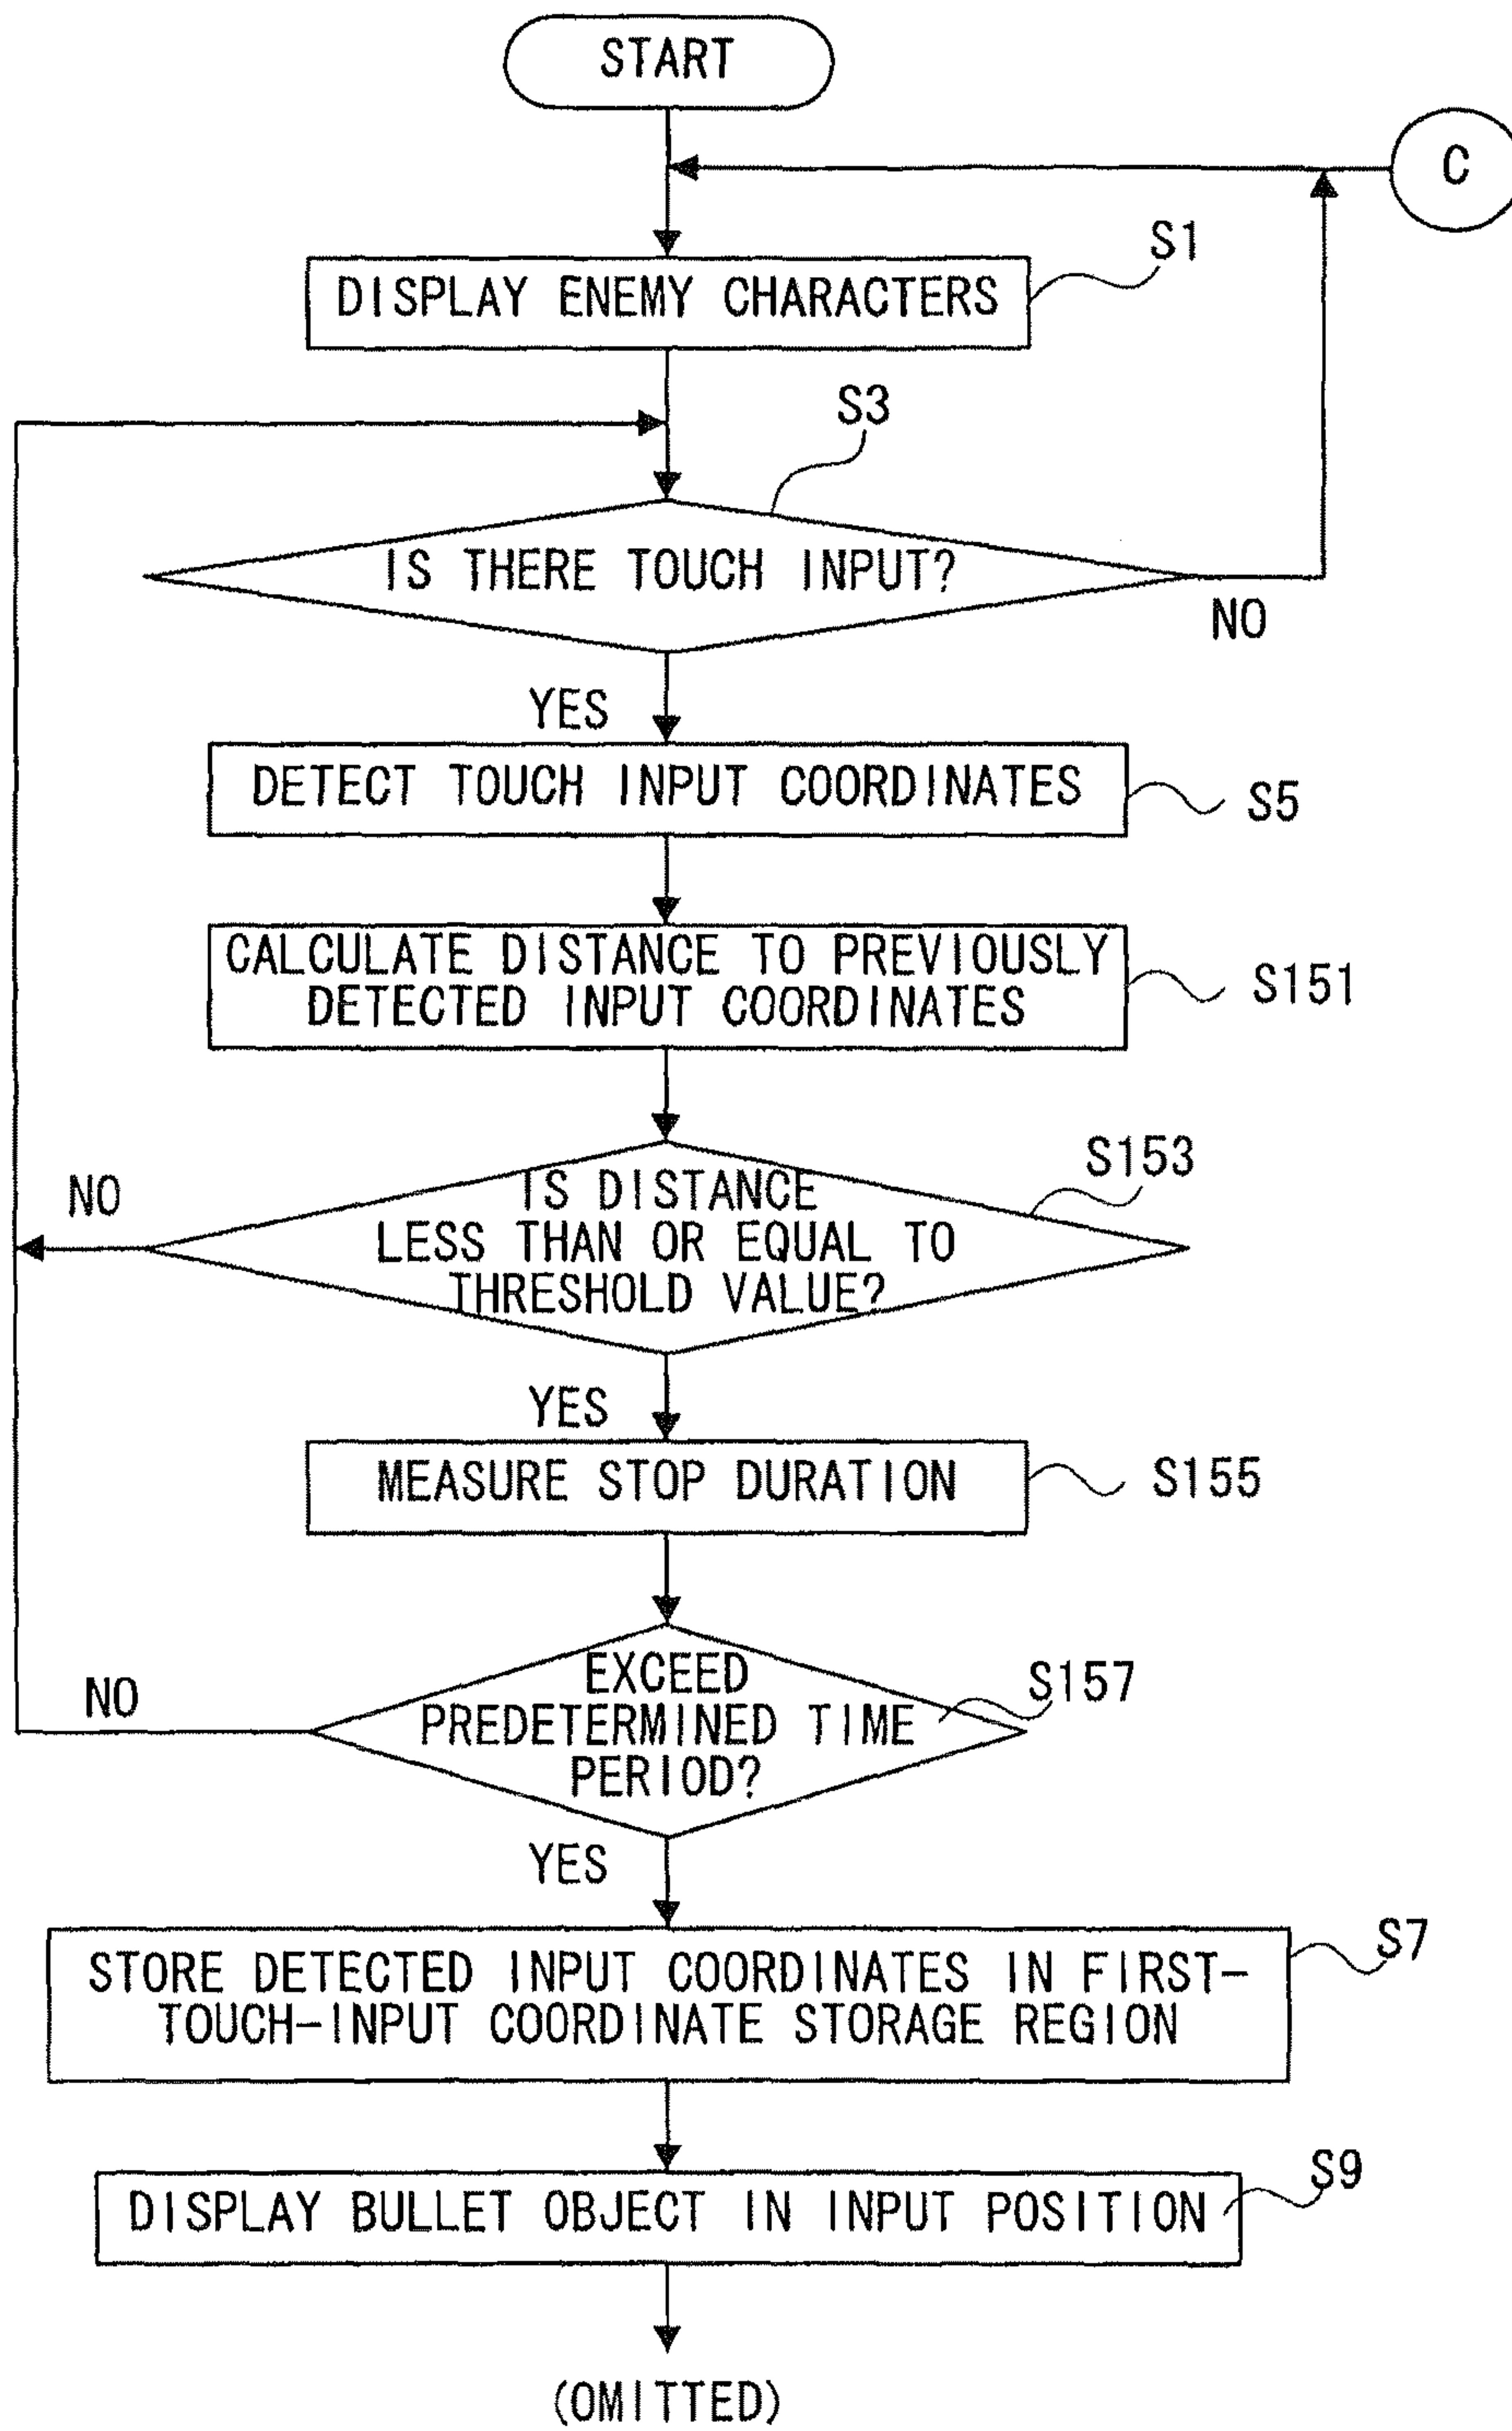 START
C
S1
DISPLAY ENEMY CHARACTERS
S3
IS THERE TOUCH INPUT?
NO
YES
DETECT TOUCH INPUT COORDINATES
S5
CALCULATE DISTANCE TO PREVIOUSLY
DETECTED INPUT COORDINATES
S151
S153
NO
IS DISTANCE
LESS THAN OR EQUAL TO
THRESHOLD VALUE?
YES
MEASURE STOP DURATION
S155
EXCEED
PREDETERMINED TIME
PERIOD?
S157
NO
YES
S7
STORE DETECTED INPUT COORDINATES IN FIRST-
TOUCH-INPUT COORDINATE STORAGE REGION
S9
DISPLAY BULLET OBJECT IN INPUT POSITION
(OMITTED)